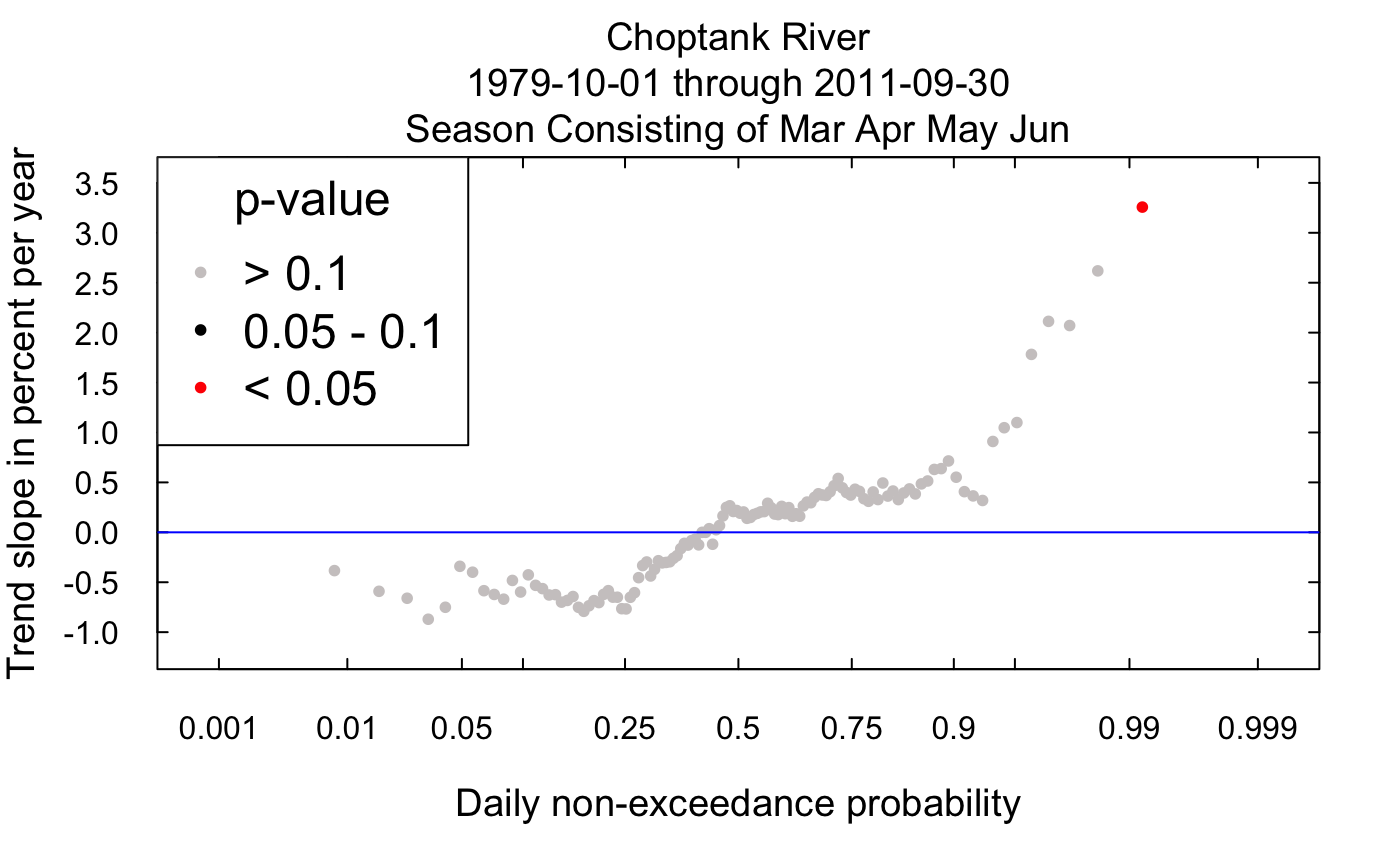 Choptank River
1979-10-01 through 2011-09-30
Season Consisting of Mar Apr May Jun
Trend slope in percent per year
3.5
3.0
2.5
2.0
1.5
1.0
0.5
0.0
-0.5
-1.0
p-value
> 0.1
0.05 - 0.1
< 0.05
0.001 0.01 0.05 0.25 0.5 0.75 0.9 0.99 0.999
Daily non-exceedance probability